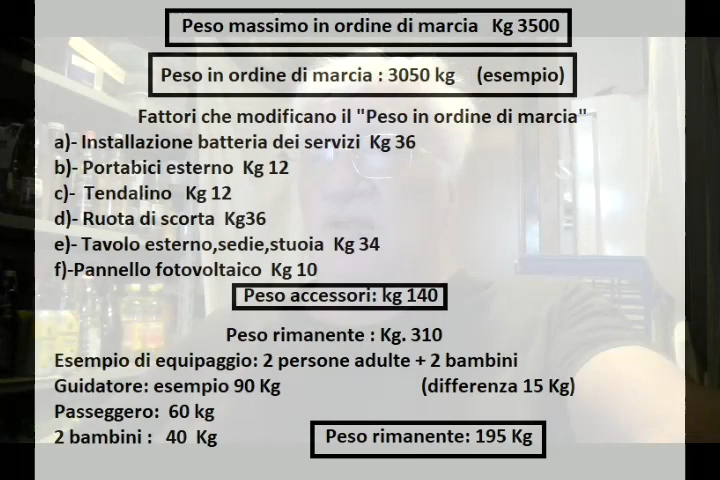 Peso massimo in ordine di marcia Kg 3500
Peso in ordine di marcia : 3050 kg (esempio)
Fattori che modificano il "Peso in ordine di marcia"
a)- Installazione batteria dei servizi Kg 36
b)- Portabici esterno Kg 12
c)- Tendalino Kg 12
d)- Ruota di scorta Kg36
e)- Tavolo esterno,sedie,stuoia Kg 34
f)-Pannello fotovoltaico Kg 10
Peso accessori: kg 140
Peso rimanente : Kg. 310
Esempio di equipaggio: 2 persone adulte + 2 bambini
Guidatore: esempio 90 Kg (differenza 15 Kg)
Passeggero: 60 kg
2 bambini : 40 Kg Peso rimanente: 195 Kg